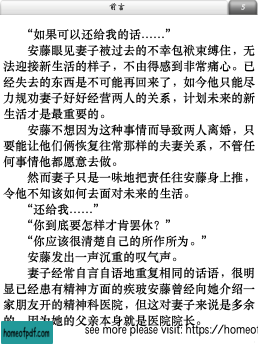 前言
3
“如果可以还给我的话……”
安藤眼见妻子被过去的不幸包袱束缚住，无
法迎接新生活的样子，不由得感到非常痛心。已
经失去的东西是不可能再回来了，如今他只能尽
力规劝妻子好好经营两人的关系，计划未来的新
生活才是最重要的。
安藤不想因为这种事情而导致两人离婚，只
要能让他们俩恢复往常那样的夫妻关系，不管任
何事情他都愿意去做。
然而妻子只是一味地把责任往安藤身上推，
令他不知该如何去面对未来的生活。
“还给我……”
“你到底要怎样才肯罢休？”
“你应该很清楚自己的所作所为。”
安藤发出一声沉重的叹气声。
妻子经常自言自语地重复相同的话语，很明
显已经患有精神方面的疾玻安藤曾经向她介绍一
家朋友开的精神科医院，但这对妻子来说是多余
的，因为她的父亲本身就是医院院长。
homeofpdf.com
see more please visit: https://homeof